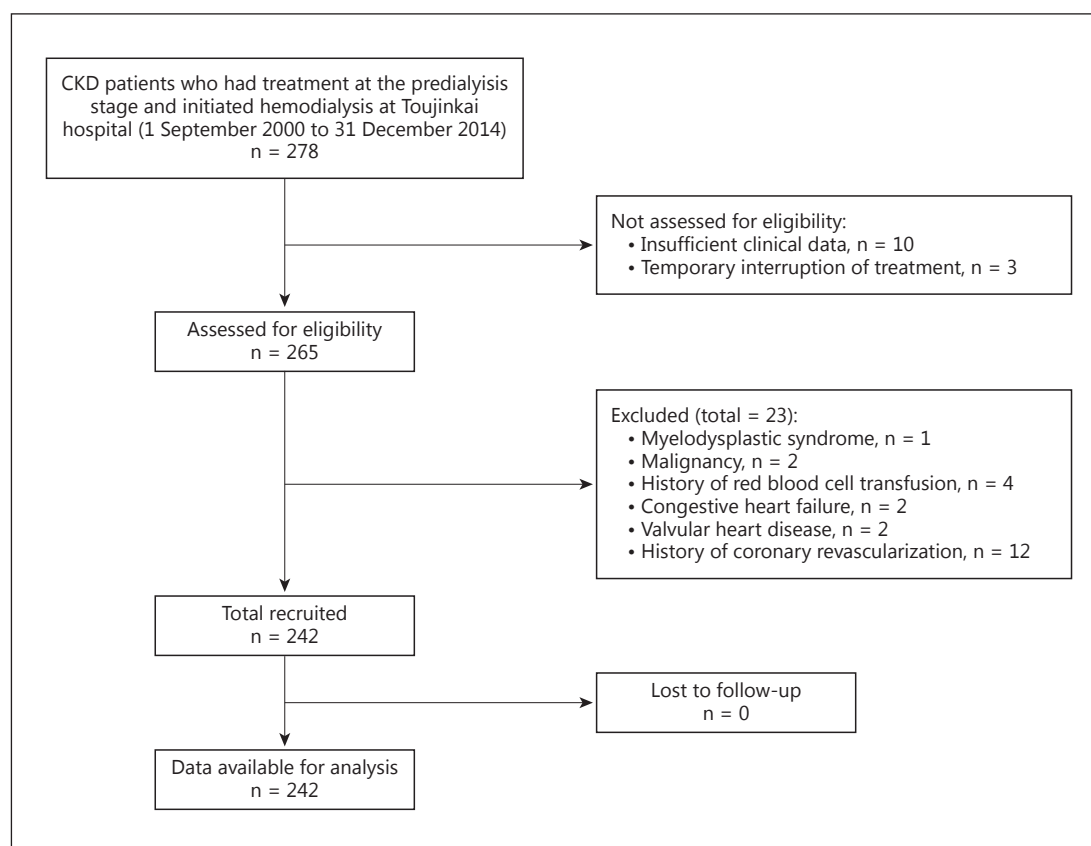 CKD patients who had treatment at the predialyisis
stage and initiated hemodialysis at Toujinkai
hospital (1 September 2000 to 31 December 2014)
n = 278
Not assessed for eligibility:
• Insufficient clinical data, n = 10
• Temporary interruption of treatment, n = 3
Assessed for eligibility
n = 265
Excluded (total = 23):
• Myelodysplastic syndrome, n = 1
• Malignancy, n = 2
• History of red blood cell transfusion, n = 4
• Congestive heart failure, n = 2
• Valvular heart disease, n = 2
• History of coronary revascularization, n = 12
Total recruited
n = 242
Lost to follow-up
n = 0
Data available for analysis
n = 242